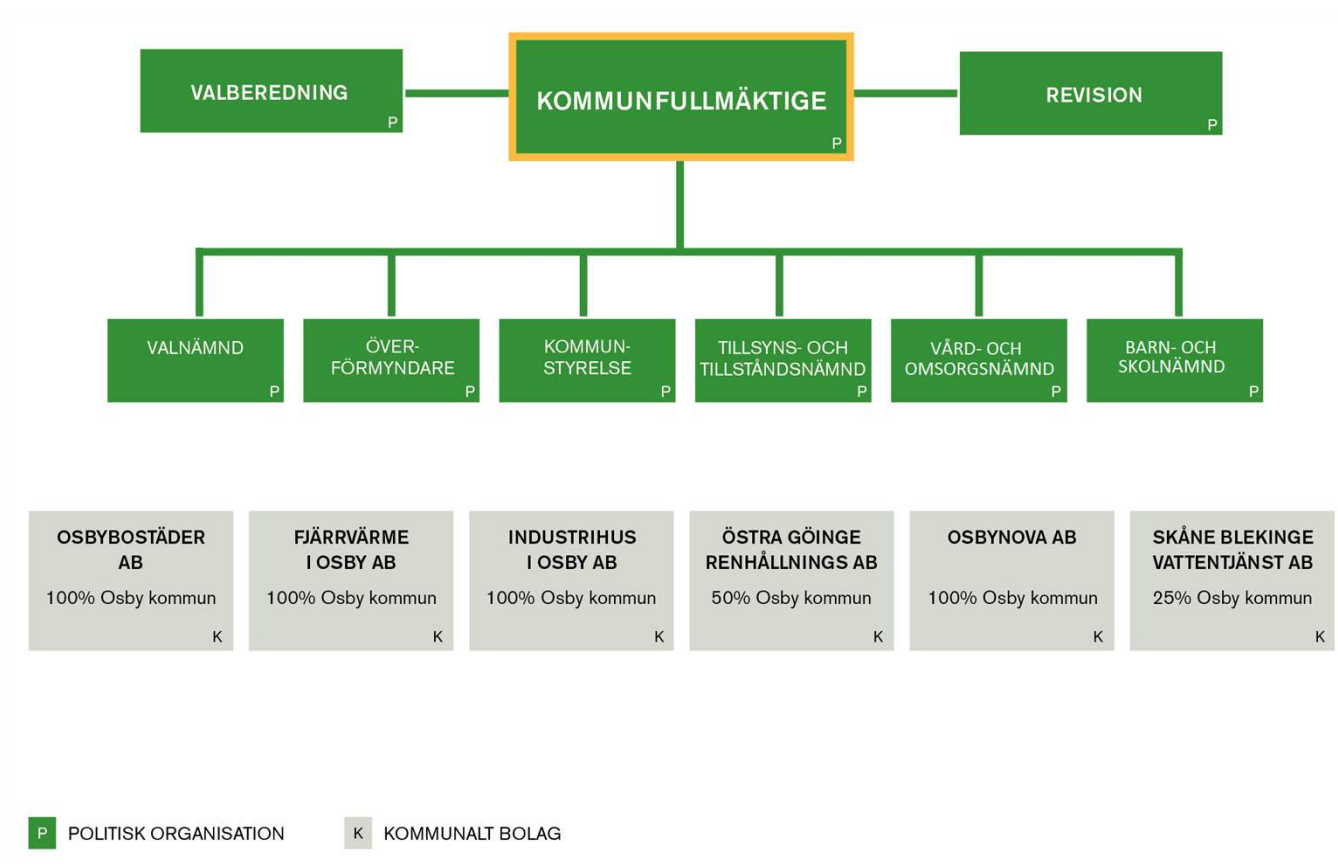 VALBEREDNING
P
KOMMUNFULLMÄKTIGE
P
REVISION
P
VALNÄMND
P
ÖVER-
FÖRMYNDARE
P
KOMMUN-
STYRELSE
P
TILLSYNS- OCH
TILLSTÅNDSNÄMND
P
VÅRD- OCH
OMSORGSNÄMND
P
BARN- OCH
SKOLNÄMND
P
OSBYBOSTÄDER
AB
100% Osby kommun
K
FJÄRRVÄRME
I OSBY AB
100% Osby kommun
K
INDUSTRIHUS
I OSBY AB
100% Osby kommun
K
ÖSTRA GÖINGE
RENHÅLLNINGS AB
50% Osby kommun
K
OSBYNOVA AB
100% Osby kommun
K
SKÅNE BLEKINGE
VATTENTJÄNST AB
25% Osby kommun
K
P POLITISK ORGANISATION
K KOMMUNALT BOLAG